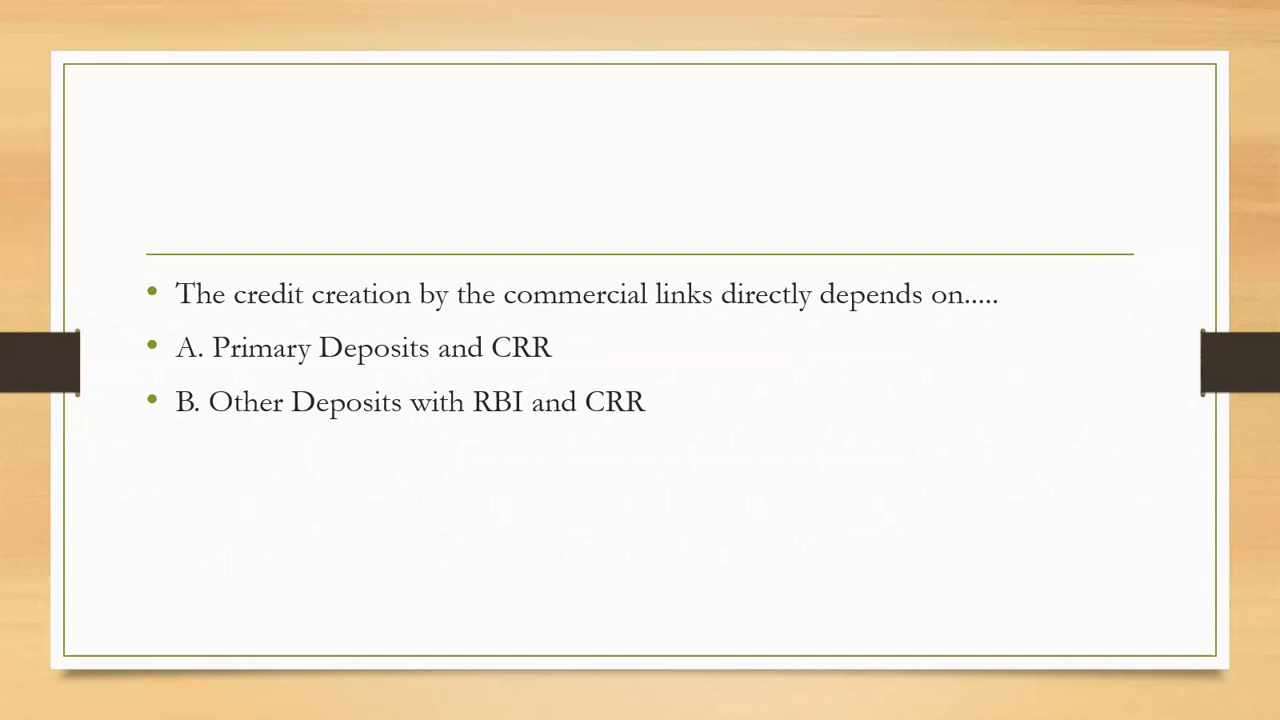 • The credit creation by the commercial links directly depends on.....
• A. Primary Deposits and CRR
• B. Other Deposits with RBI and CRR